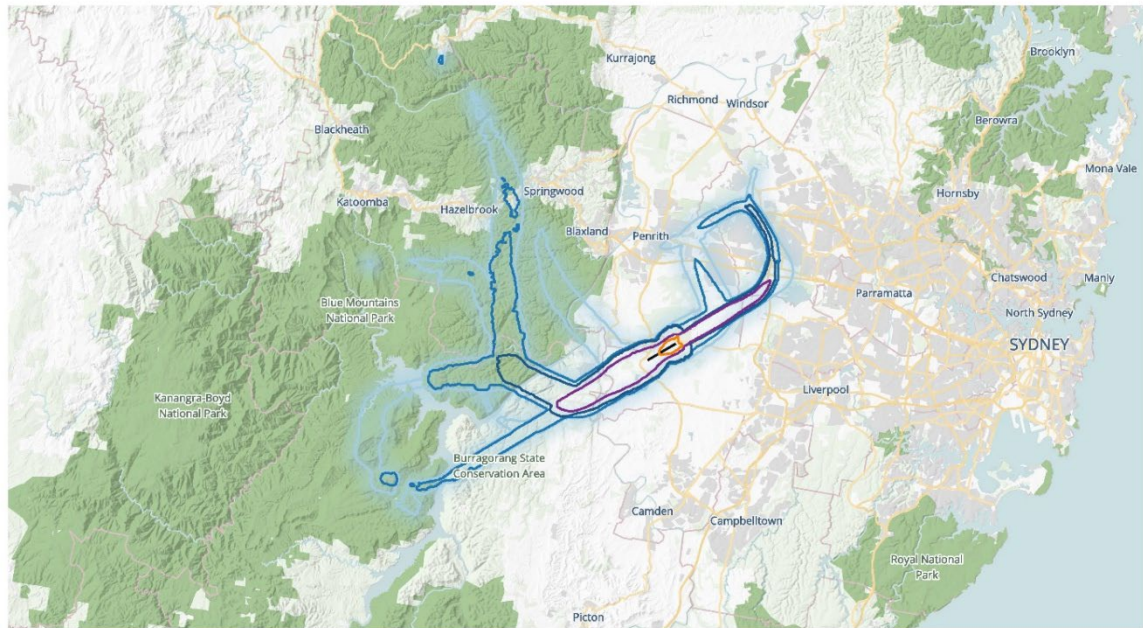 Brooklyn
Kurrajong
Richmond
Windsor
Berowra
Blackheath
Mona Vale
Springwood
Hornsby
Katoomba
Hazelbrook
Blaxland
Penrith
Chatswood
Manly
Parramatta
Blue Mountains
National Park
North Sydney
SYDNEY
Liverpool
Kanangra-Boyd
National Park
Burragorang State
Conservation Area
Camden
Campbelltown
Royal National
Park
Picton